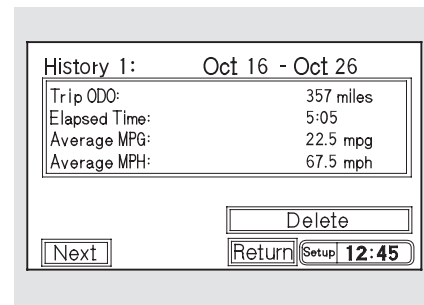 History 1: Oct 16 - Oct 26
Trip ODO: 357 miles
Elapsed Time: 5:05
Average MPG: 22.5 mpg
Average MPH: 67.5 mph
Delete
Next Return Setup 12:45